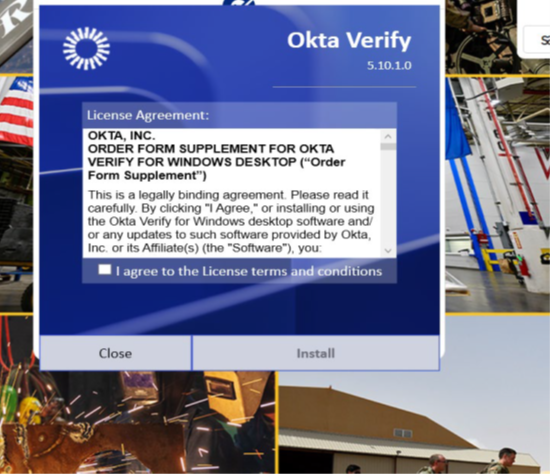 Okta Verify
5.10.1.0
License Agreement:
OKTA, INC.
ORDER FORM SUPPLEMENT FOR OKTA
VERIFY FOR WINDOWS DESKTOP (“Order
Form Supplement”)
This is a legally binding agreement. Please read it
carefully. By clicking "I Agree," or installing or using
the Okta Verify for Windows desktop software and/
or any updates to such software provided by Okta,
Inc. or its Affiliate(s) (the "Software"), you:
I agree to the License terms and conditions
Close
Install